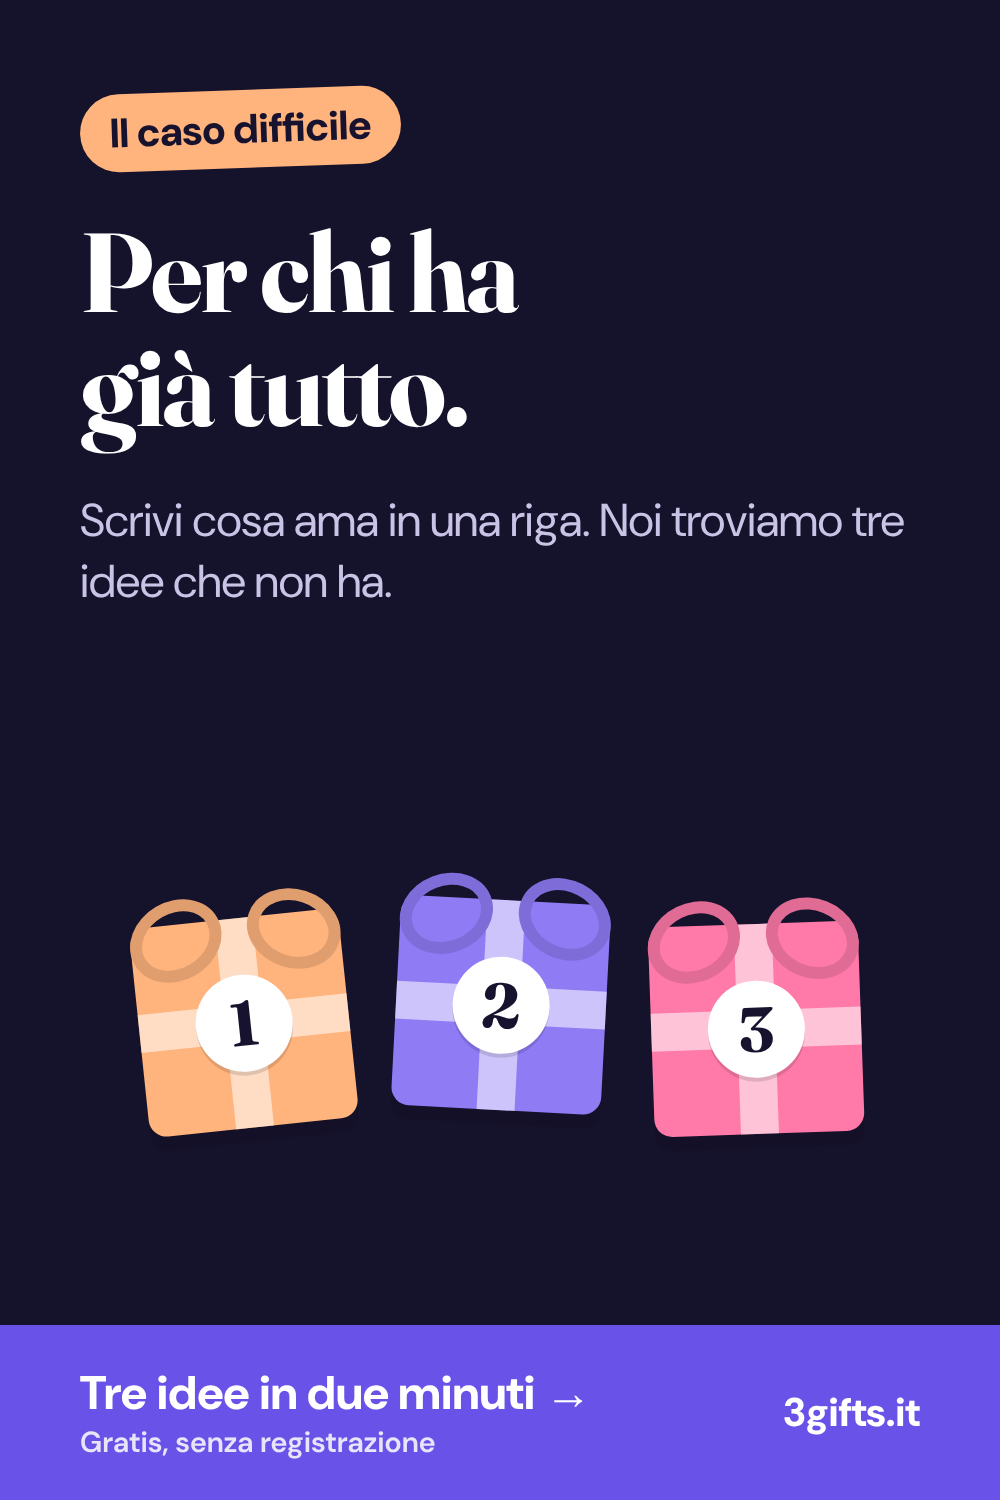 Il caso difficile
Per chi ha
già tutto.
Scrivi cosa ama in una riga. Noi troviamo tre
idee che non ha.
1
2
3
Tre idee in due minuti →
Gratis, senza registrazione
3gifts.it